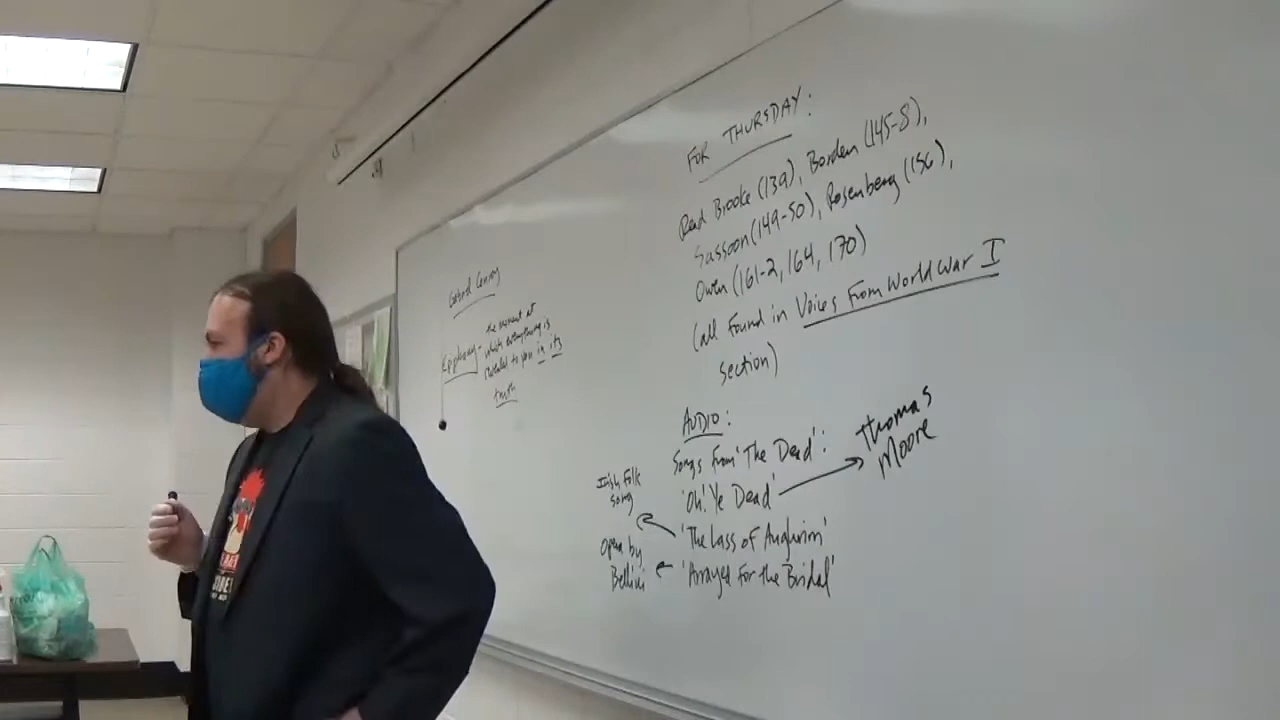 Gabriel Conroy
Epiphany - the moment at
which everything is
revealed to you in its
truth
FOR THURSDAY:
Read Brooke (139), Borden (145-8),
Sassoon (149-50), Rosenberg (156),
Owen (161-2, 164, 170)
(all found in Voices From World War I
section)
AUDIO:
Songs from 'The Dead':
'Oh! Ye Dead'
Thomas
Moore
'The Lass of Aughrim'
Irish Folk
song
'Arrayed For the Bridal'
Opera by
Bellini